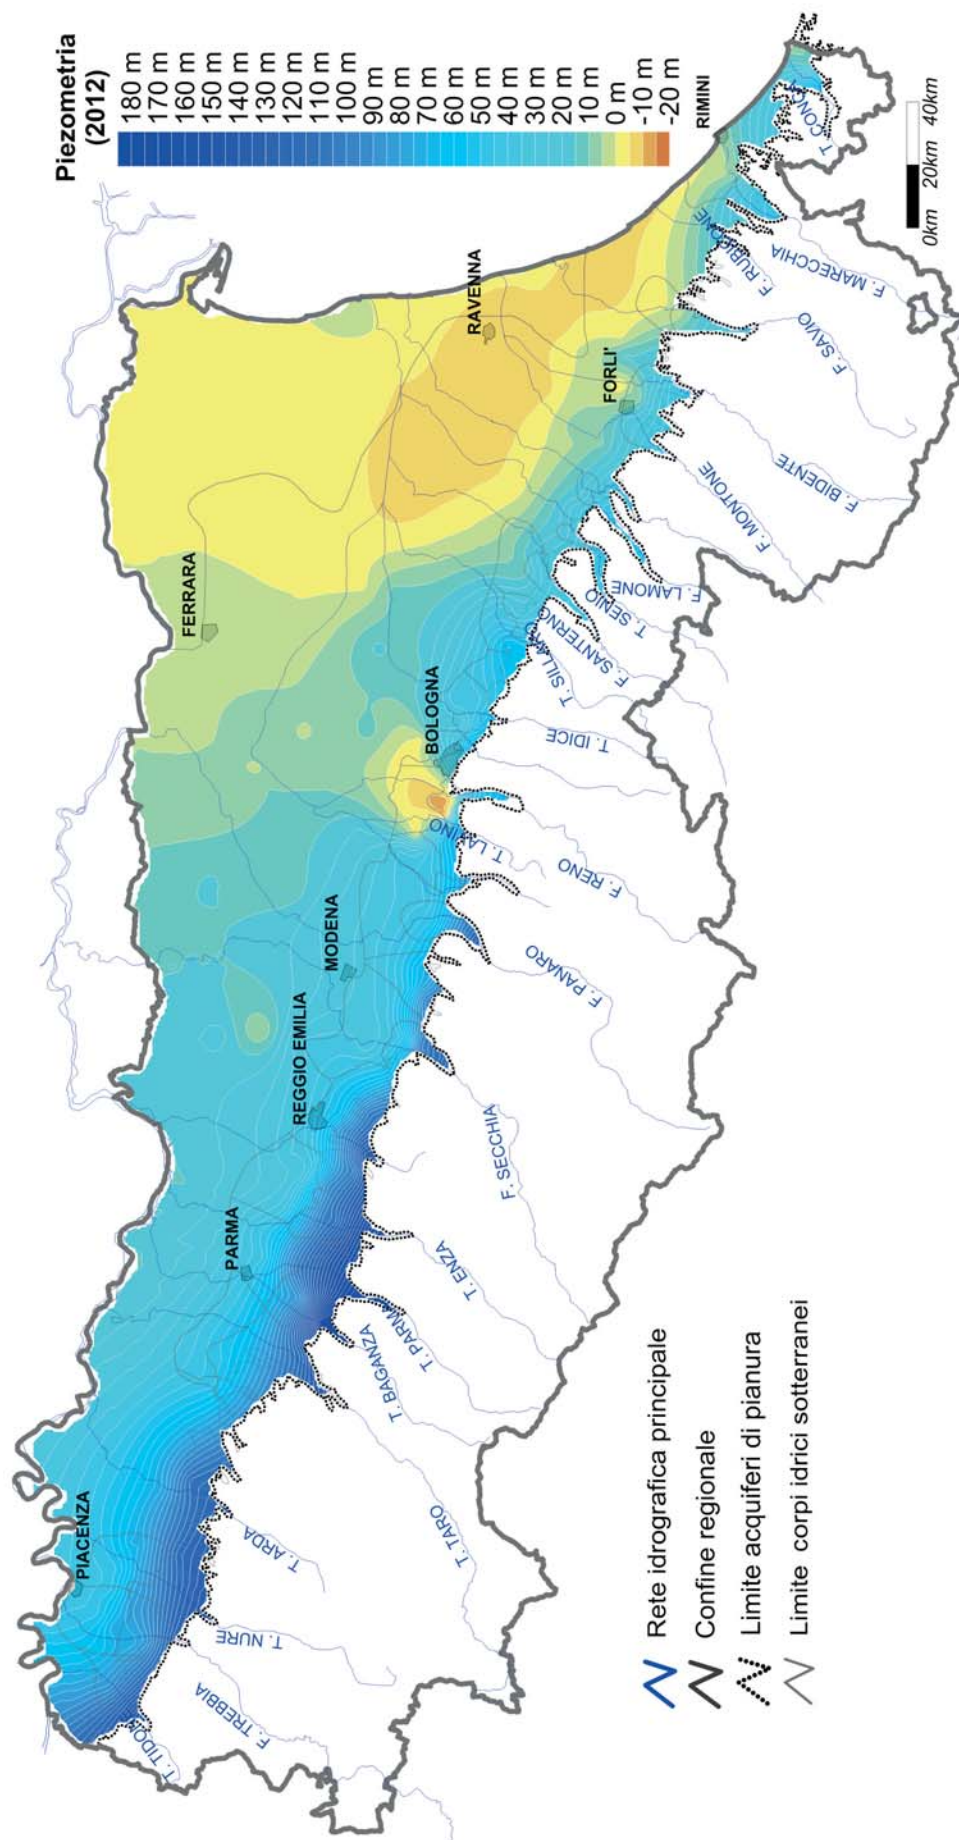 Piezometria
(2012)
180 m
170 m
160 m
150 m
140 m
130 m
120 m
110 m
100 m
90 m
80 m
70 m
60 m
50 m
40 m
30 m
20 m
10 m
0 m
-10 m
-20 m
PIACENZA
PARMA
REGGIO EMILIA
MODENA
BOLOGNA
FERRARA
RAVENNA
FORLI'
RIMINI
T. TIDONE
F. TREBBIA
T. NURE
T. ARDA
T. TARO
T. BAGANZA
T. PARMA
T. ENZA
F. SECCHIA
F. PANARO
T. LAVINO
F. RENO
T. IDICE
T. SILLARO
F. SANTERNO
T. SENIO
F. LAMONE
F. MONTONE
F. BIDENTE
F. SAVIO
F. RUBICONE
F. MARECCHIA
T. CONCA
0km 20km 40km
Rete idrografica principale
Confine regionale
Limite acquiferi di pianura
Limite corpi idrici sotterranei